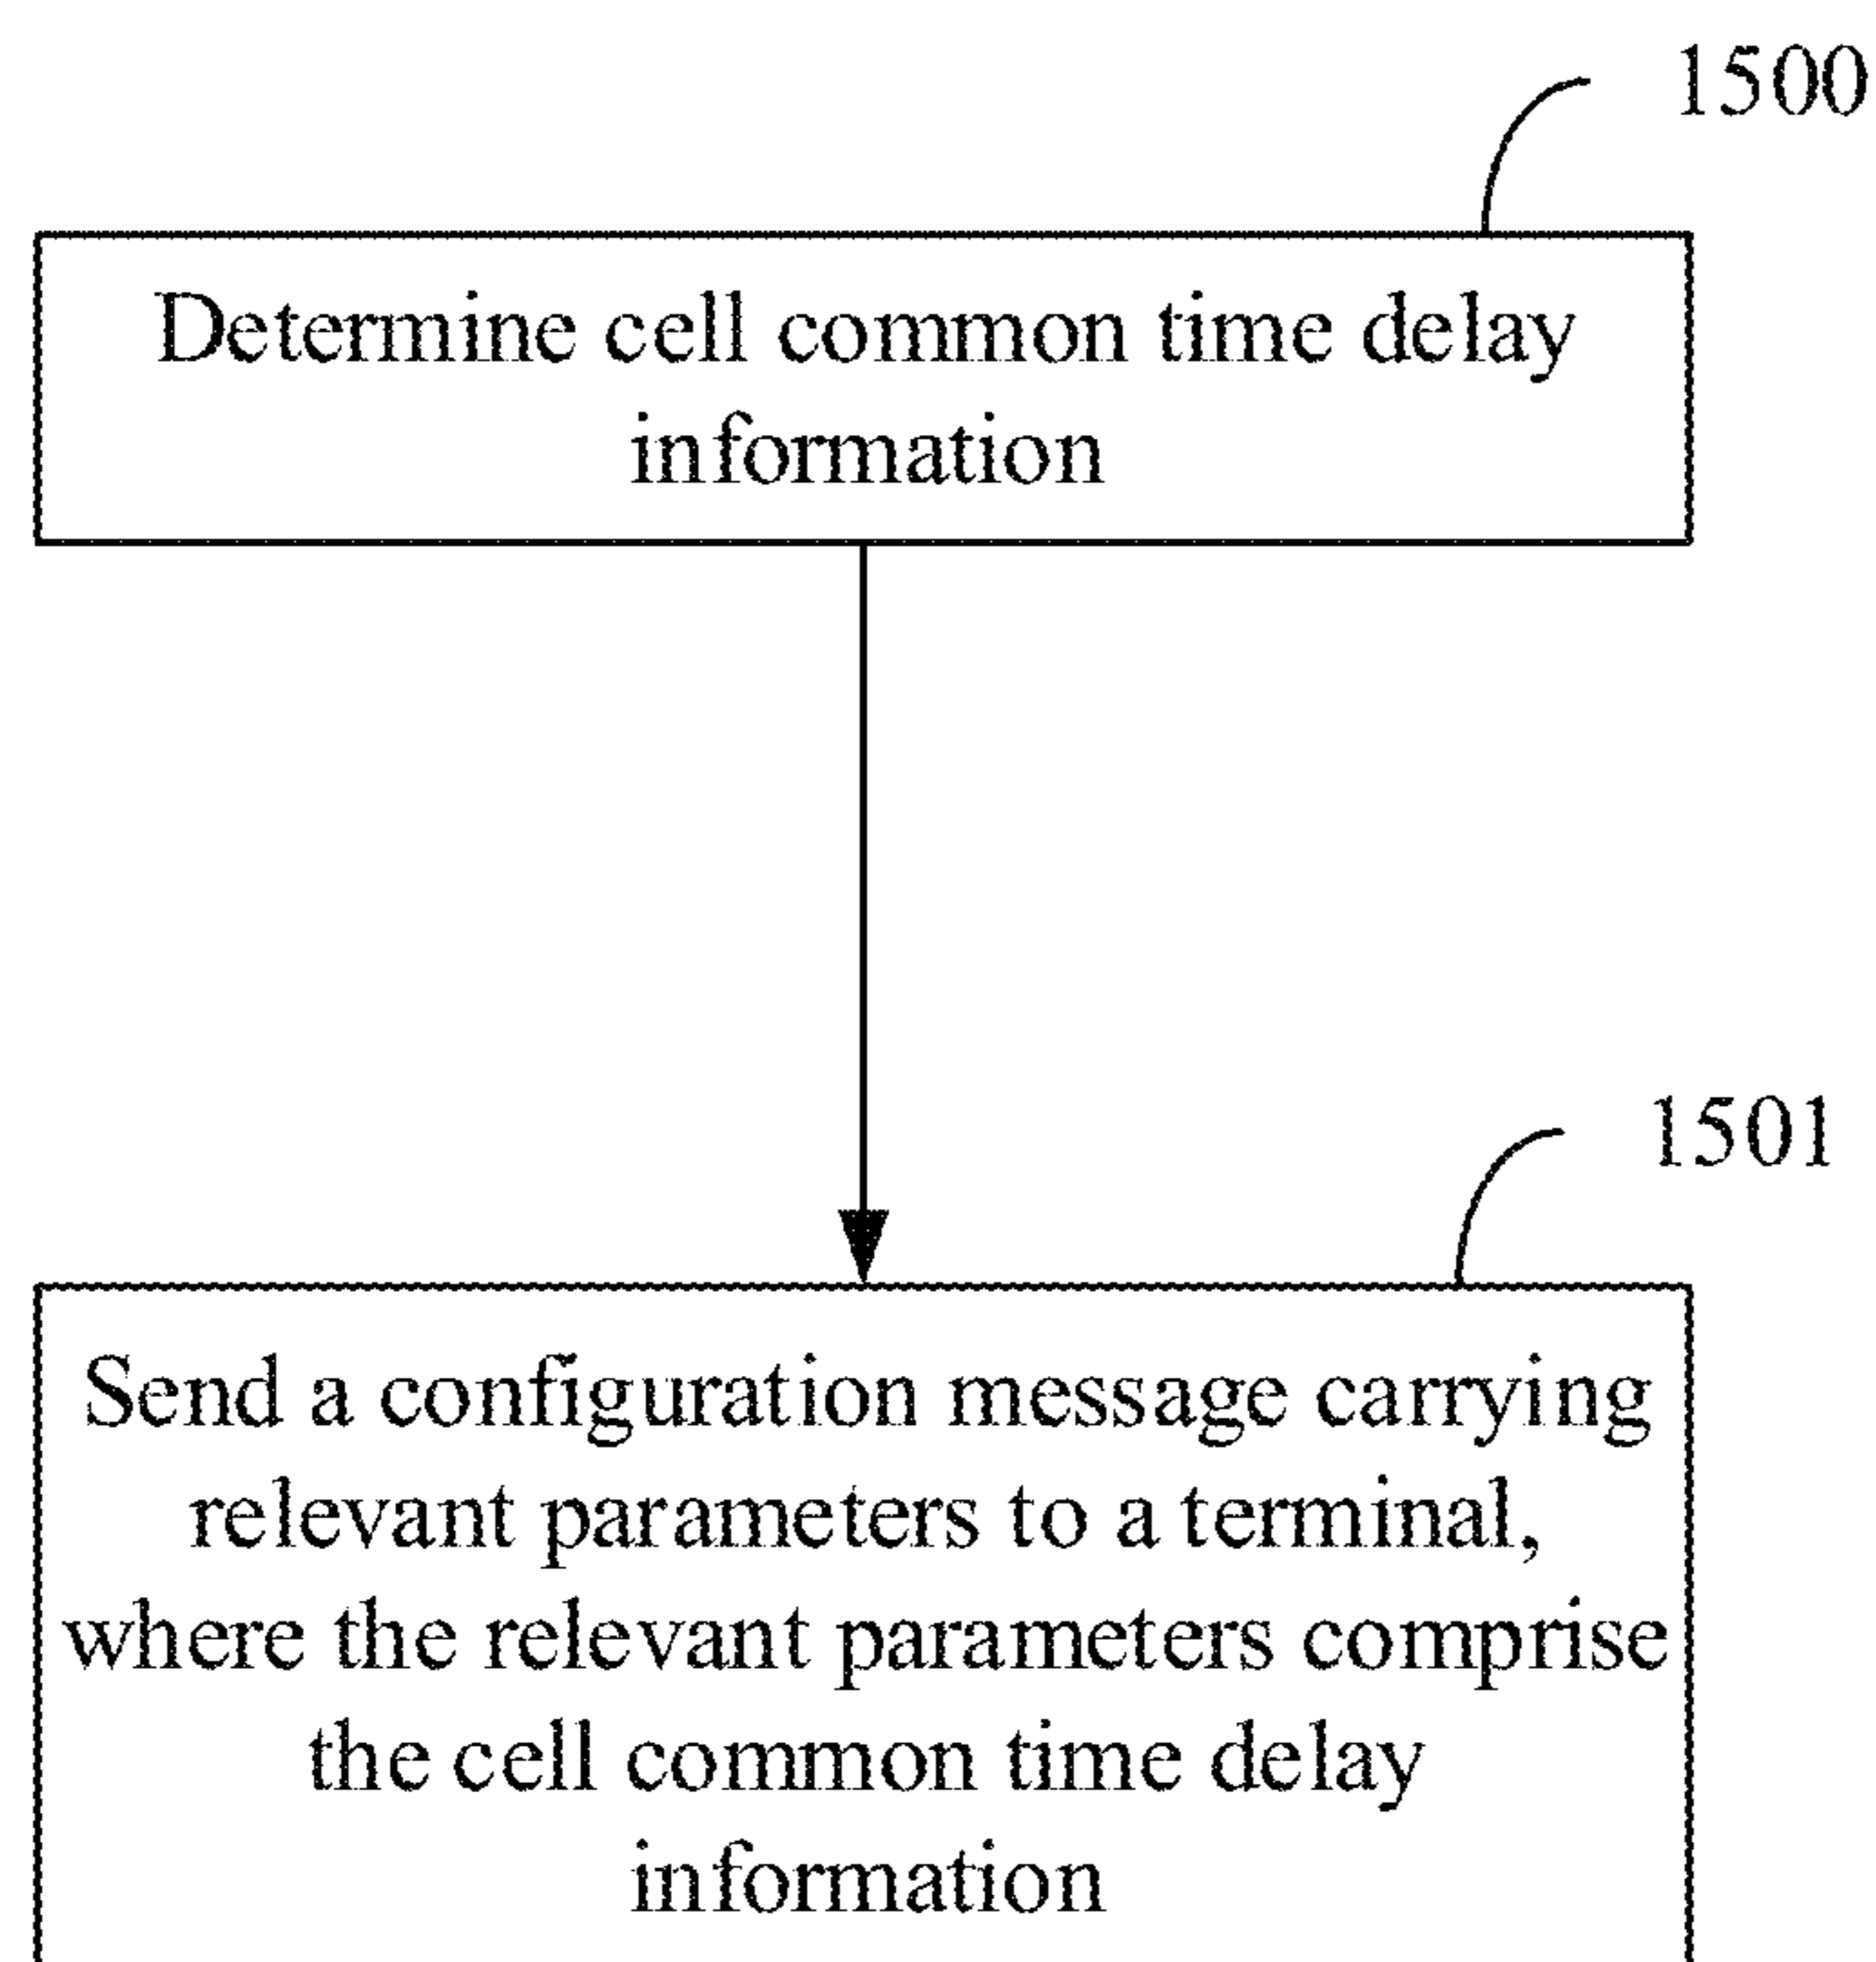 1500
Determine cell common time delay
information
1501
Send a configuration message carrying
relevant parameters to a terminal,
where the relevant parameters comprise
the cell common time delay
information